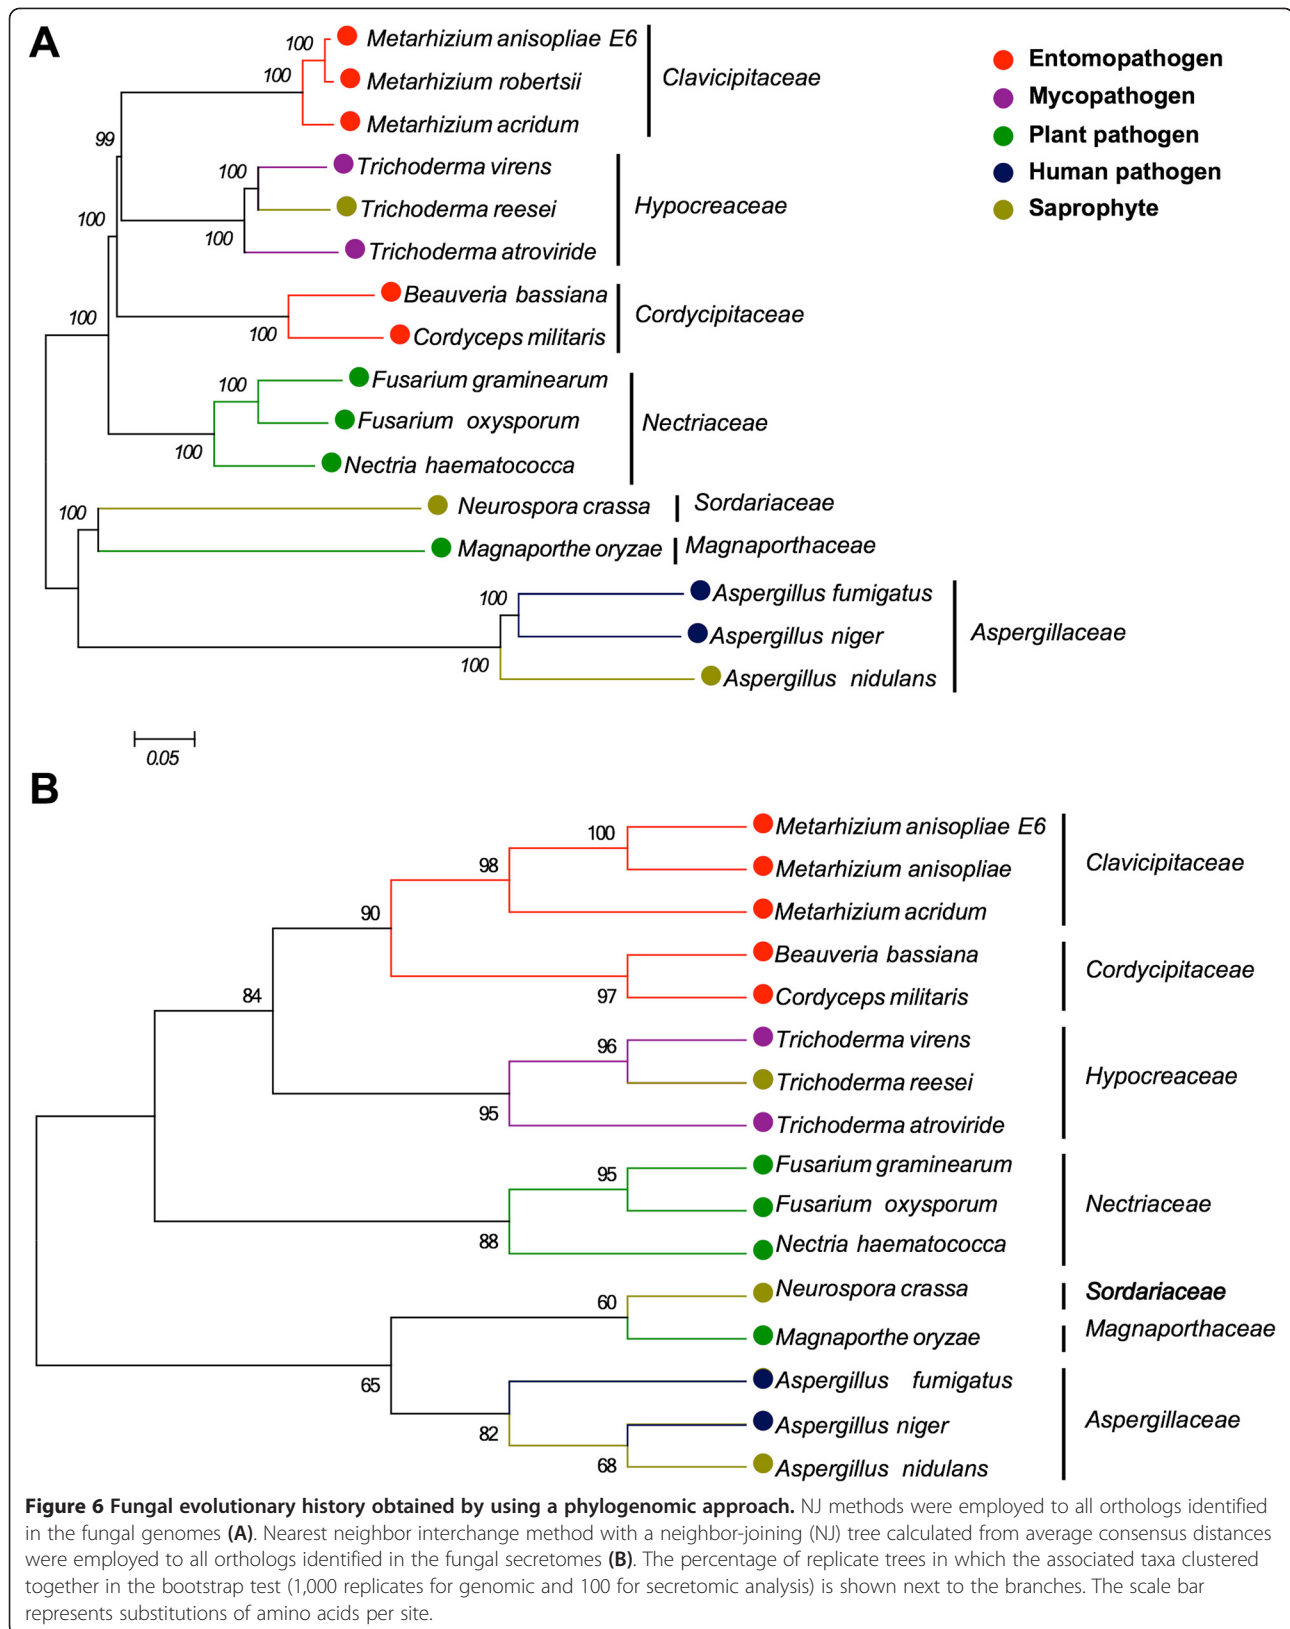 A
100
Metarhizium anisopliae E6
100
Metarhizium robertsii
Clavicipitaceae
Metarhizium acridum
99
100
Trichoderma virens
Trichoderma reesei
Hypocreaceae
100
100
Trichoderma atroviride
Beauveria bassiana
Cordycipitaceae
100
100
Cordyceps militaris
100
Fusarium graminearum
Fusarium oxysporum
Nectriaceae
100
Nectria haematococca
100
Neurospora crassa
Sordariaceae
Magnaporthe oryzae
Magnaporthaceae
100
Aspergillus fumigatus
Aspergillus niger
Aspergillaceae
100
Aspergillus nidulans
Entomopathogen
Mycopathogen
Plant pathogen
Human pathogen
Saprophyte
0.05
B
100
Metarhizium anisopliae E6
98
Metarhizium anisopliae
Clavicipitaceae
Metarhizium acridum
90
Beauveria bassiana
Cordycipitaceae
97
Cordyceps militaris
84
96
Trichoderma virens
Trichoderma reesei
Hypocreaceae
95
Trichoderma atroviride
95
Fusarium graminearum
Fusarium oxysporum
Nectriaceae
88
Nectria haematococca
60
Neurospora crassa
Sordariaceae
Magnaporthe oryzae
Magnaporthaceae
65
Aspergillus fumigatus
82
Aspergillus niger
Aspergillaceae
68
Aspergillus nidulans
Figure 6 Fungal evolutionary history obtained by using a phylogenomic approach. NJ methods were employed to all orthologs identified
in the fungal genomes (A). Nearest neighbor interchange method with a neighbor-joining (NJ) tree calculated from average consensus distances
were employed to all orthologs identified in the fungal secretomes (B). The percentage of replicate trees in which the associated taxa clustered
together in the bootstrap test (1,000 replicates for genomic and 100 for secretomic analysis) is shown next to the branches. The scale bar
represents substitutions of amino acids per site.